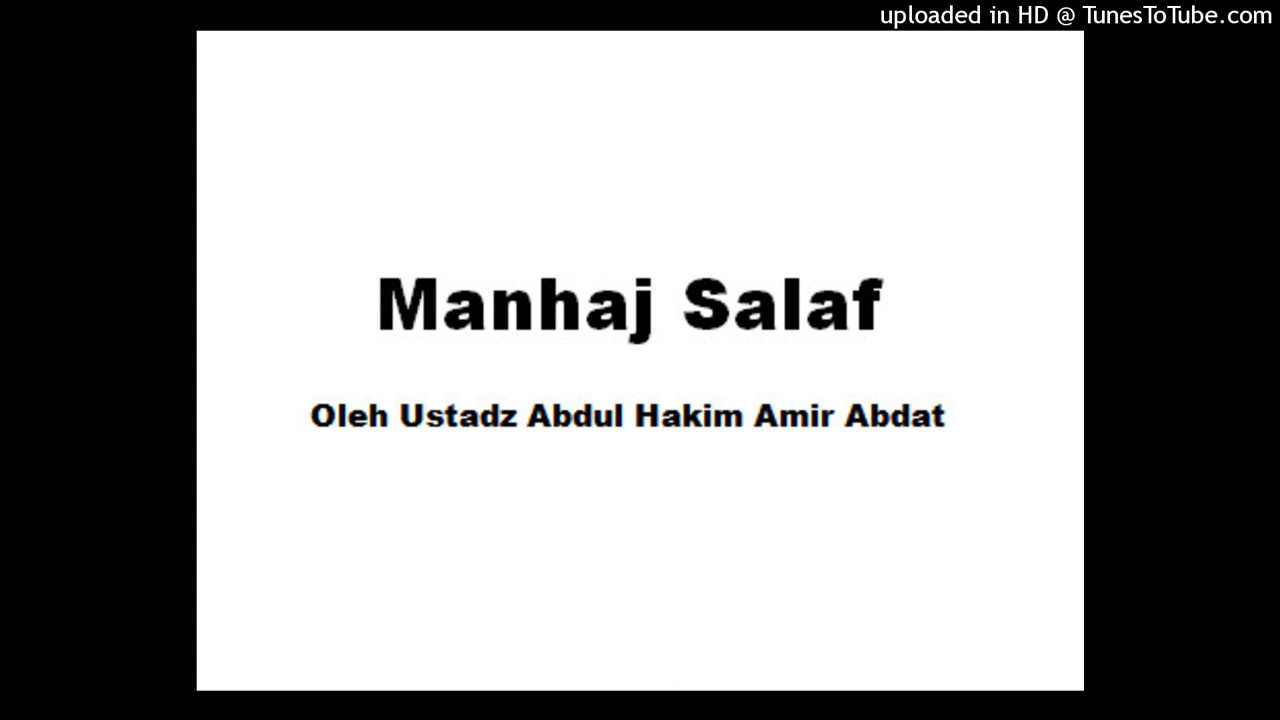 uploaded in HD @ TunesToTube.com
Manhaj Salaf
Oleh Ustadz Abdul Hakim Amir Abdat